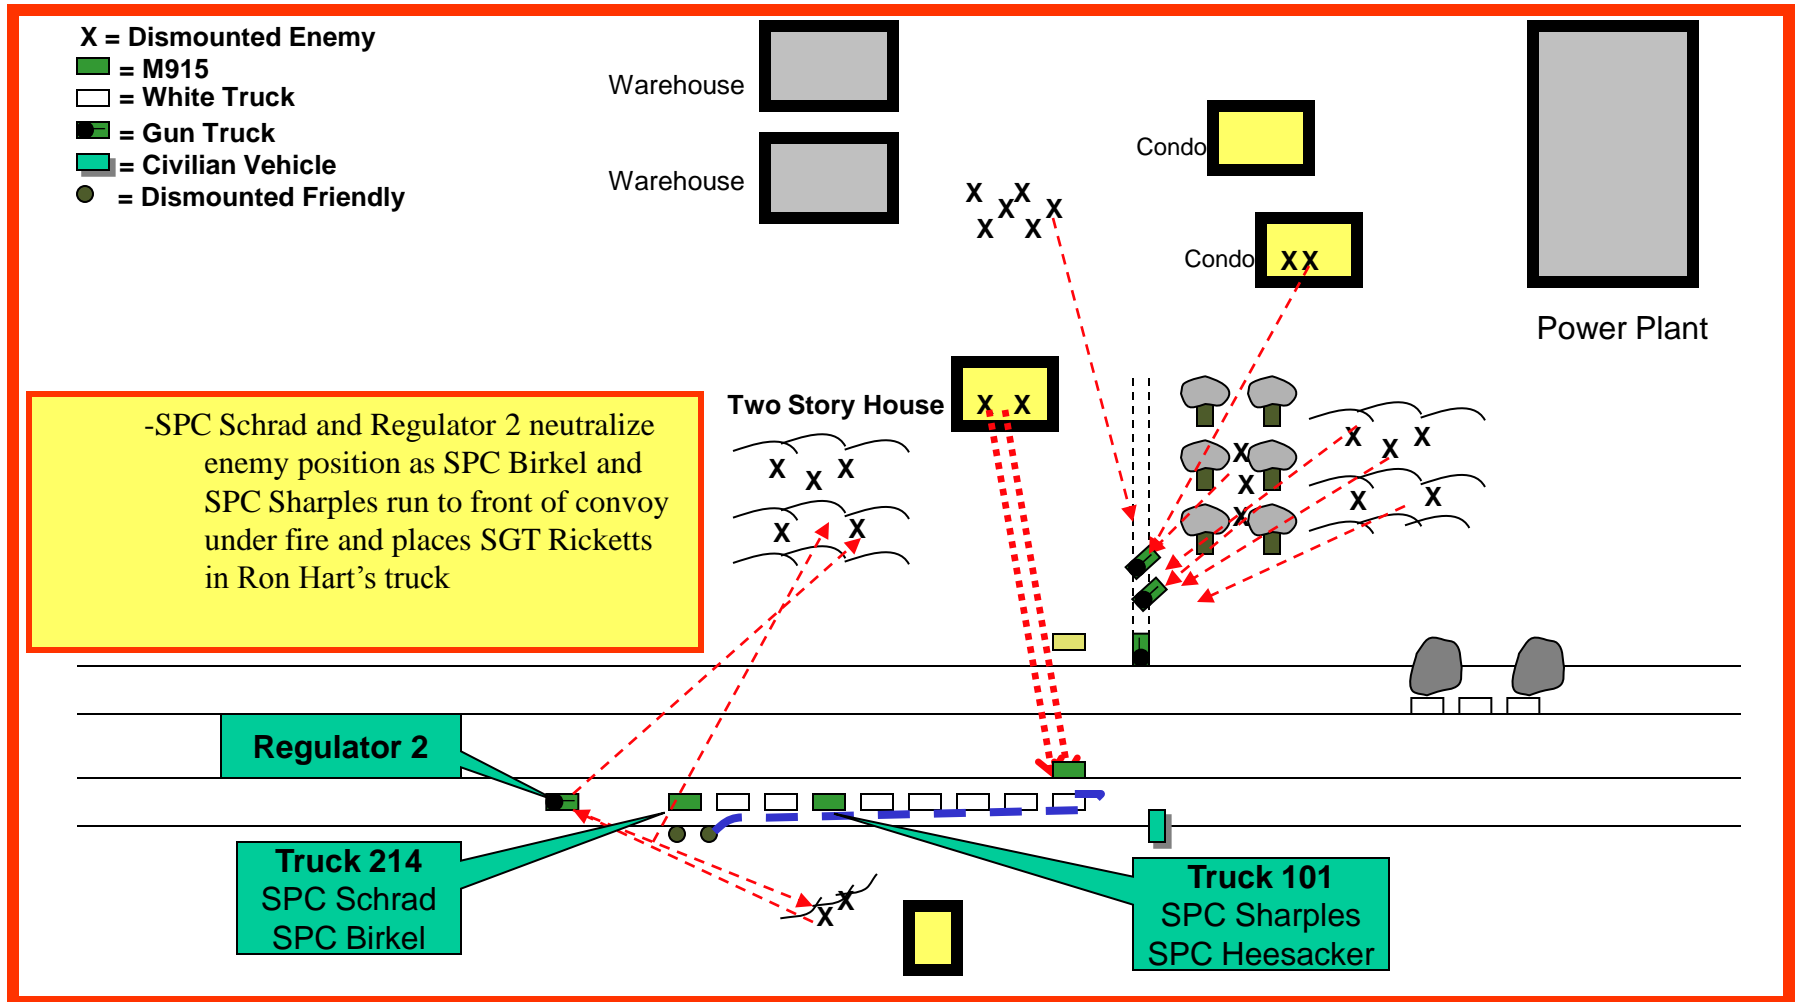 X = Dismounted Enemy
= M915
= White Truck
= Gun Truck
= Civilian Vehicle
= Dismounted Friendly
Warehouse
Warehouse
Condo
Condo
Power Plant
X X X X X X
X X
Two Story House
X X
-SPC Schrad and Regulator 2 neutralize
enemy position as SPC Birkel and
SPC Sharples run to front of convoy
under fire and places SGT Ricketts
in Ron Hart's truck
X X X
X X
X X X
X X X
X X
Regulator 2
Truck 214
SPC Schrad
SPC Birkel
X X
Truck 101
SPC Sharples
SPC Heesacker